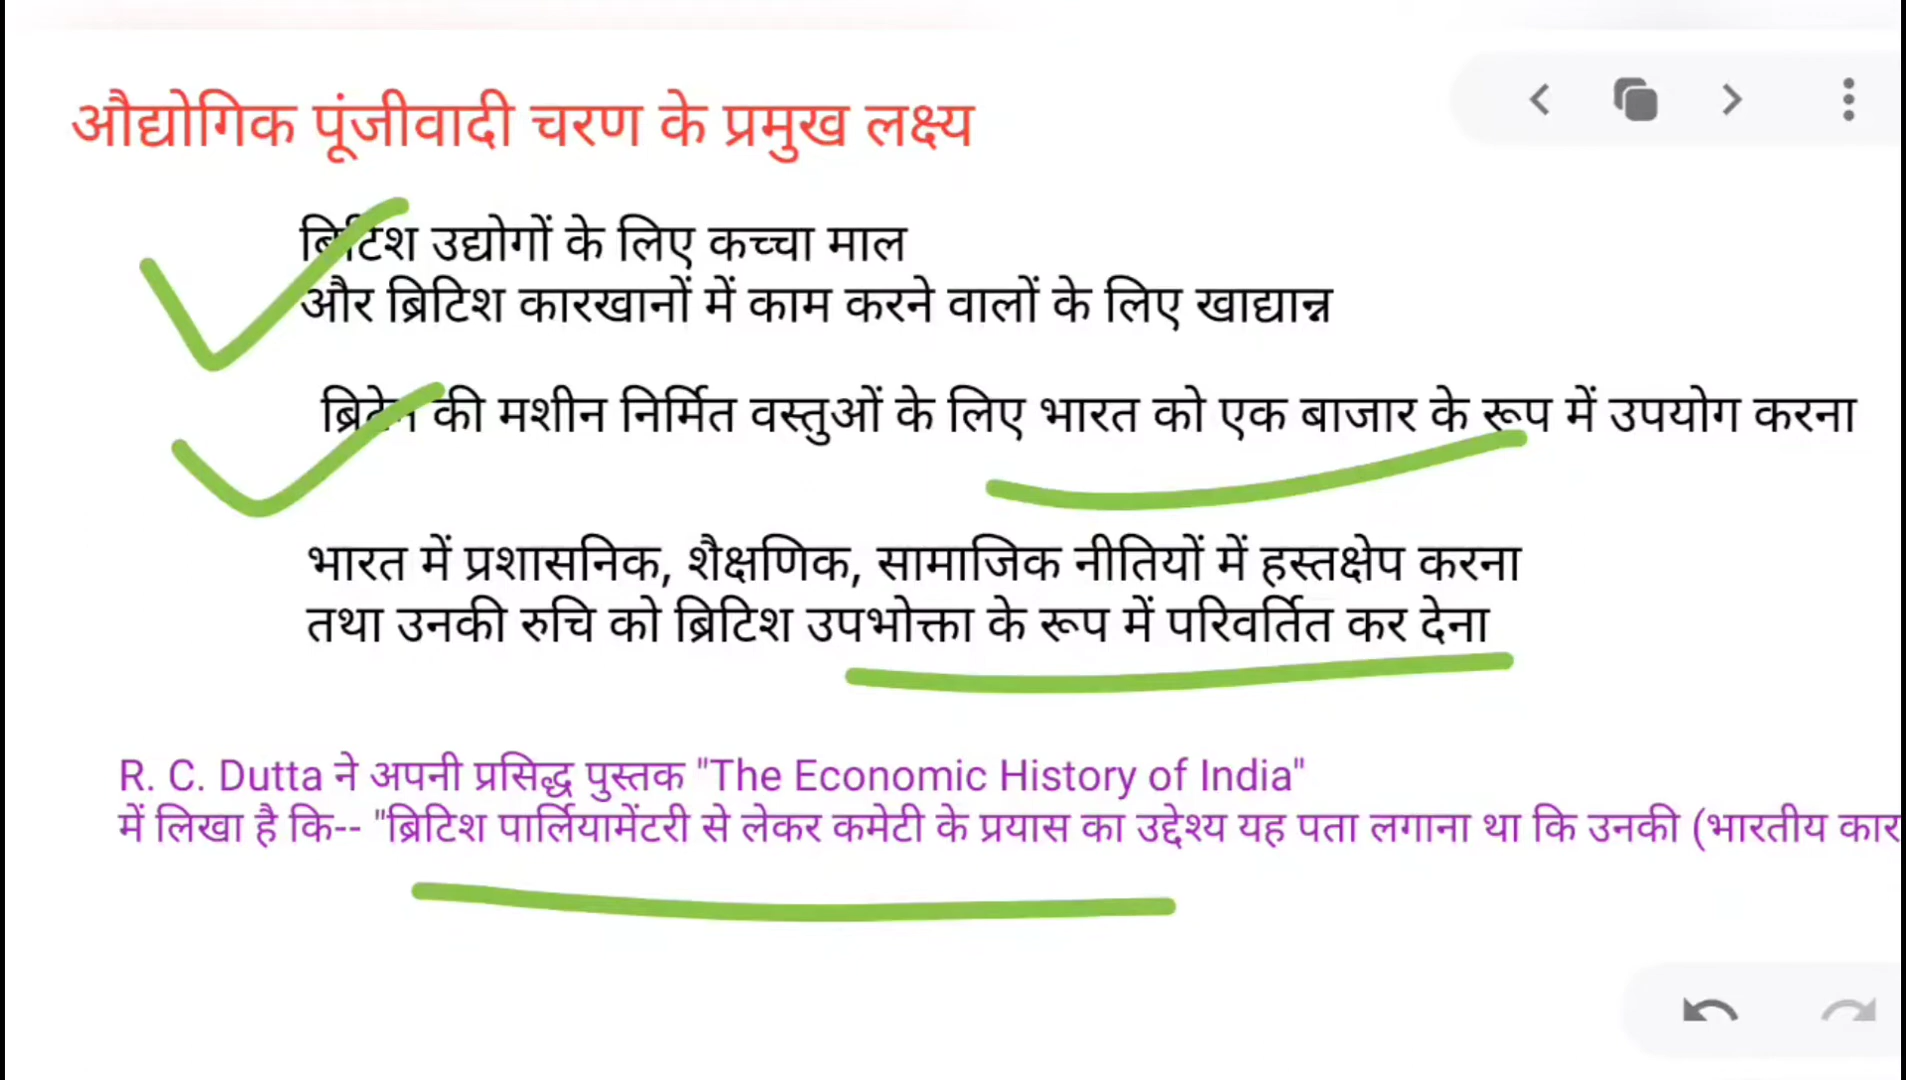 औद्योगिक पूंजीवादी चरण के प्रमुख लक्ष्य
ब्रिटिश उद्योगों के लिए कच्चा माल
और ब्रिटिश कारखानों में काम करने वालों के लिए खाद्यान्न
ब्रिटेन की मशीन निर्मित वस्तुओं के लिए भारत को एक बाजार के रूप में उपयोग करना
भारत में प्रशासनिक, शैक्षणिक, सामाजिक नीतियों में हस्तक्षेप करना
तथा उनकी रुचि को ब्रिटिश उपभोक्ता के रूप में परिवर्तित कर देना
R. C. Dutta ने अपनी प्रसिद्ध पुस्तक "The Economic History of India"
में लिखा है कि-- "ब्रिटिश पार्लियामेंटरी से लेकर कमेटी के प्रयास का उद्देश्य यह पता लगाना था कि उनकी (भारतीय